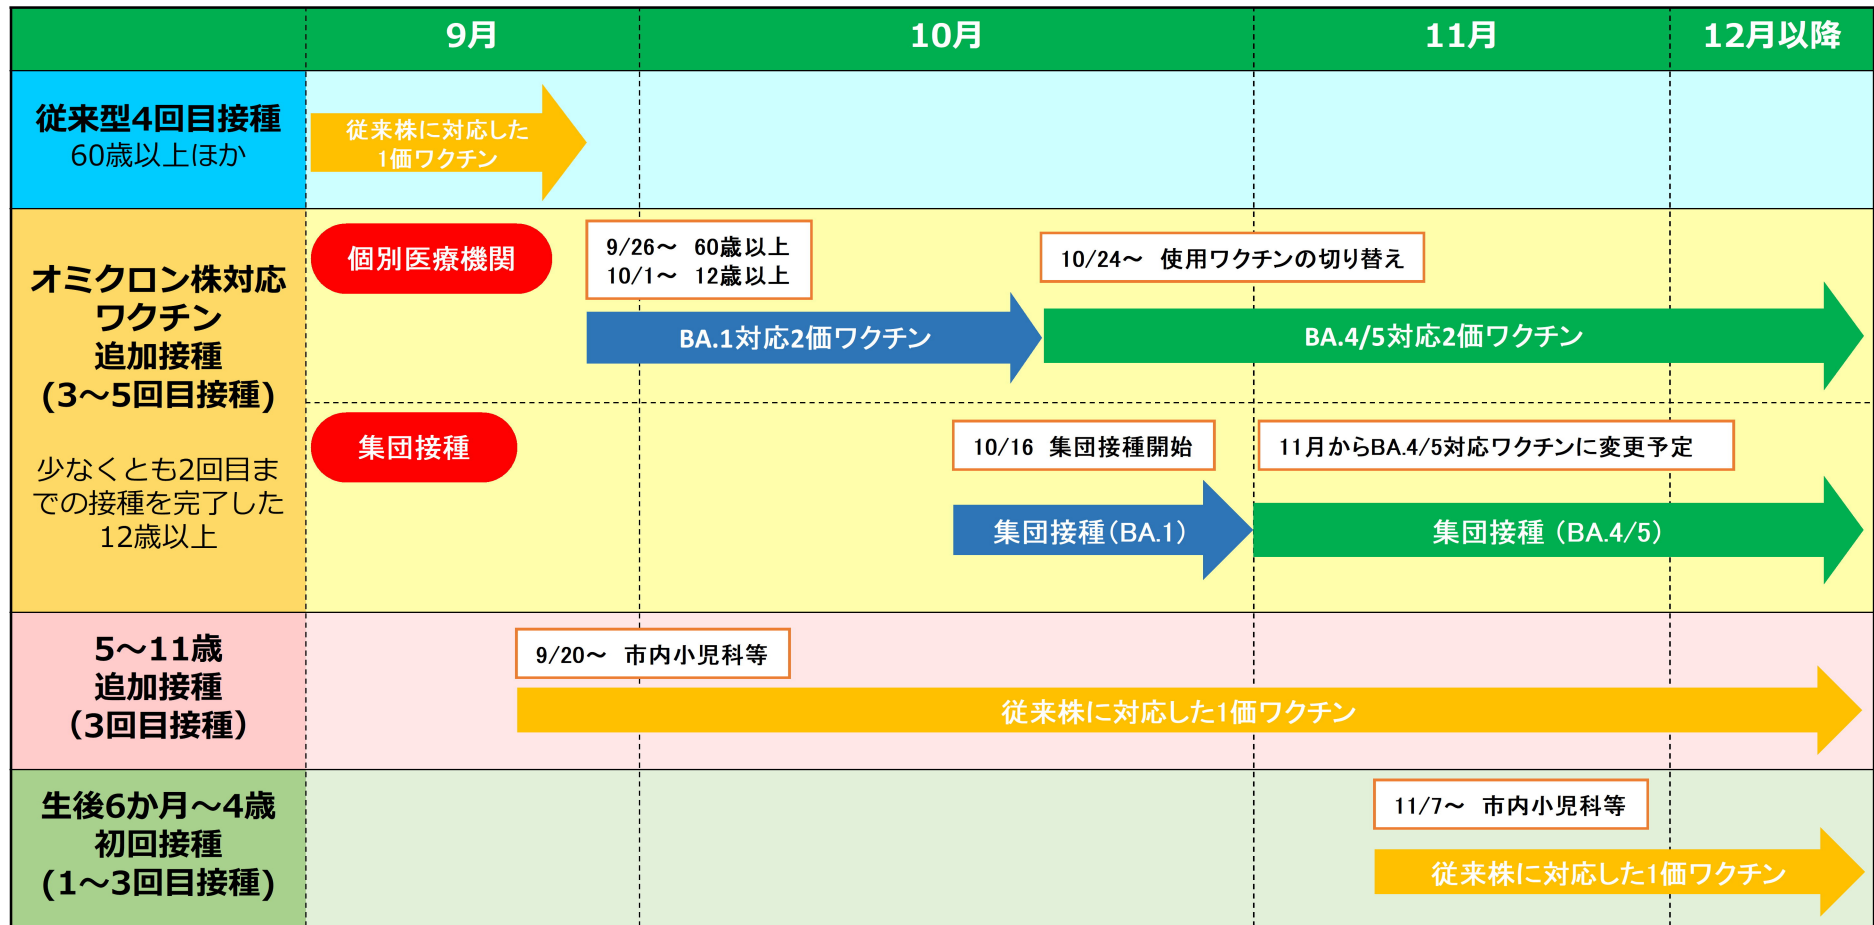 9月 10月 11月 12月以降
従来型4回目接種
60歳以上ほか
従来株に対応した
1価ワクチン
オミクロン株対応
ワクチン
追加接種
(3～5回目接種)
少なくとも2回目ま
での接種を完了した
12歳以上
個別医療機関
9/26～ 60歳以上
10/1～ 12歳以上
10/24～ 使用ワクチンの切り替え
BA.1対応2価ワクチン
BA.4/5対応2価ワクチン
集団接種
10/16 集団接種開始
11月からBA.4/5対応ワクチンに変更予定
集団接種(BA.1)
集団接種 (BA.4/5)
5～11歳
追加接種
（3回目接種）
9/20～ 市内小児科等
従来株に対応した1価ワクチン
生後6か月～4歳
初回接種
(1～3回目接種)
11/7～ 市内小児科等
従来株に対応した1価ワクチン